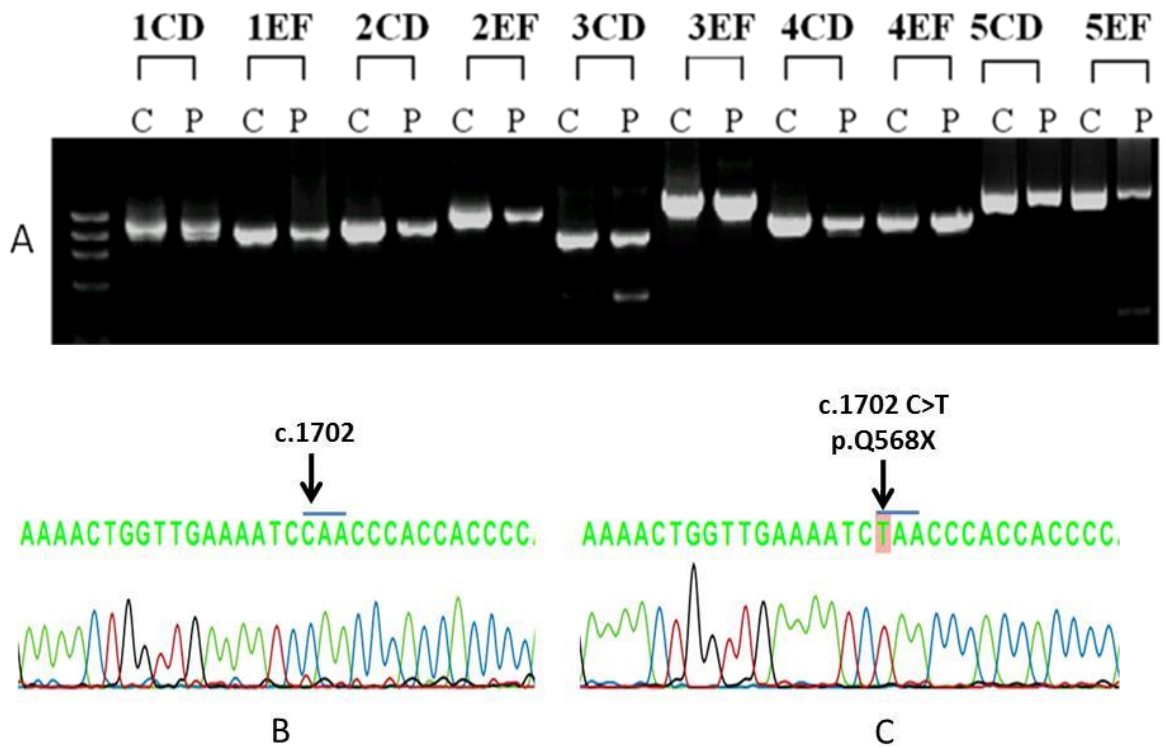 1CD 1EF 2CD 2EF 3CD 3EF 4CD 4EF 5CD 5EF
C P C P C P C P C P C P C P C P C P C P
A
c.1702
AAAACTGGTTGAAAATCCAACCCACCACCCC.
B
c.1702 C>T
p.Q568X
AAAACTGGTTGAAAATCTAACCCACCACCCC.
C